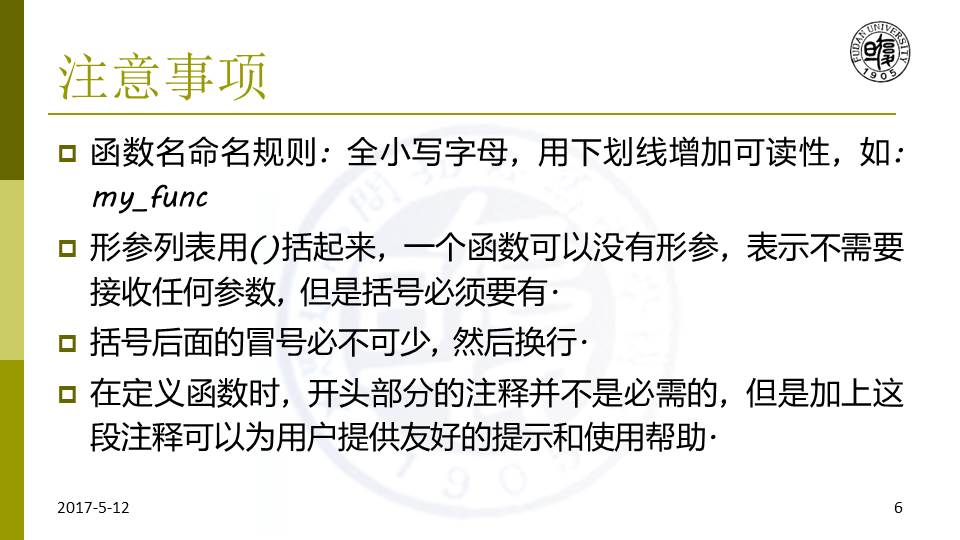 注意事项
FUDAN UNIVERSITY
1905
函数名命名规则：全小写字母，用下划线增加可读性，如：
my_func
形参列表用()括起来，一个函数可以没有形参，表示不需要
接收任何参数，但是括号必须要有.
括号后面的冒号必不可少，然后换行.
在定义函数时，开头部分的注释并不是必需的，但是加上这
段注释可以为用户提供友好的提示和使用帮助.
2017-5-12
6